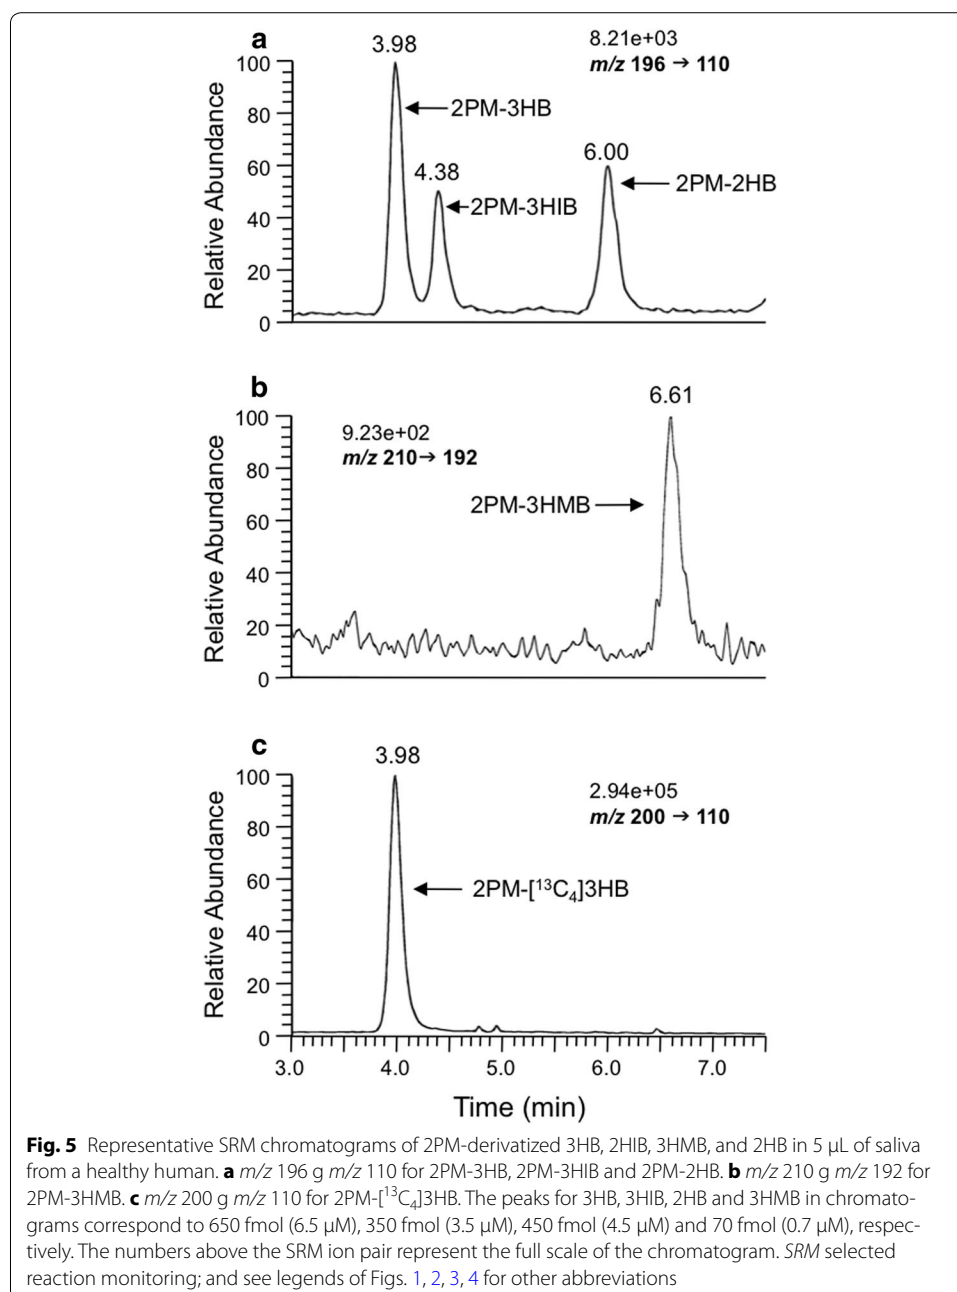 a
3.98
8.21e+03
m/z 196 → 110
100
80
60
40
20
0
Relative Abundance
2PM-3HB
4.38
2PM-3HIB
6.00
2PM-2HB
b
6.61
100
80
60
40
20
0
Relative Abundance
9.23e+02
m/z 210→ 192
2PM-3HMB
c
3.98
2.94e+05
m/z 200 → 110
100
80
60
40
20
0
Relative Abundance
2PM-[¹³C₄]3HB
3.0 4.0 5.0 6.0 7.0
Time (min)
Fig. 5 Representative SRM chromatograms of 2PM-derivatized 3HB, 2HIB, 3HMB, and 2HB in 5 µL of saliva
from a healthy human. a m/z 196 g m/z 110 for 2PM-3HB, 2PM-3HIB and 2PM-2HB. b m/z 210 g m/z 192 for
2PM-3HMB. c m/z 200 g m/z 110 for 2PM-[¹³C₄]3HB. The peaks for 3HB, 3HIB, 2HB and 3HMB in chromato-
grams correspond to 650 fmol (6.5 µM), 350 fmol (3.5 µM), 450 fmol (4.5 µM) and 70 fmol (0.7 µM), respec-
tively. The numbers above the SRM ion pair represent the full scale of the chromatogram. SRM selected
reaction monitoring; and see legends of Figs. 1, 2, 3, 4 for other abbreviations